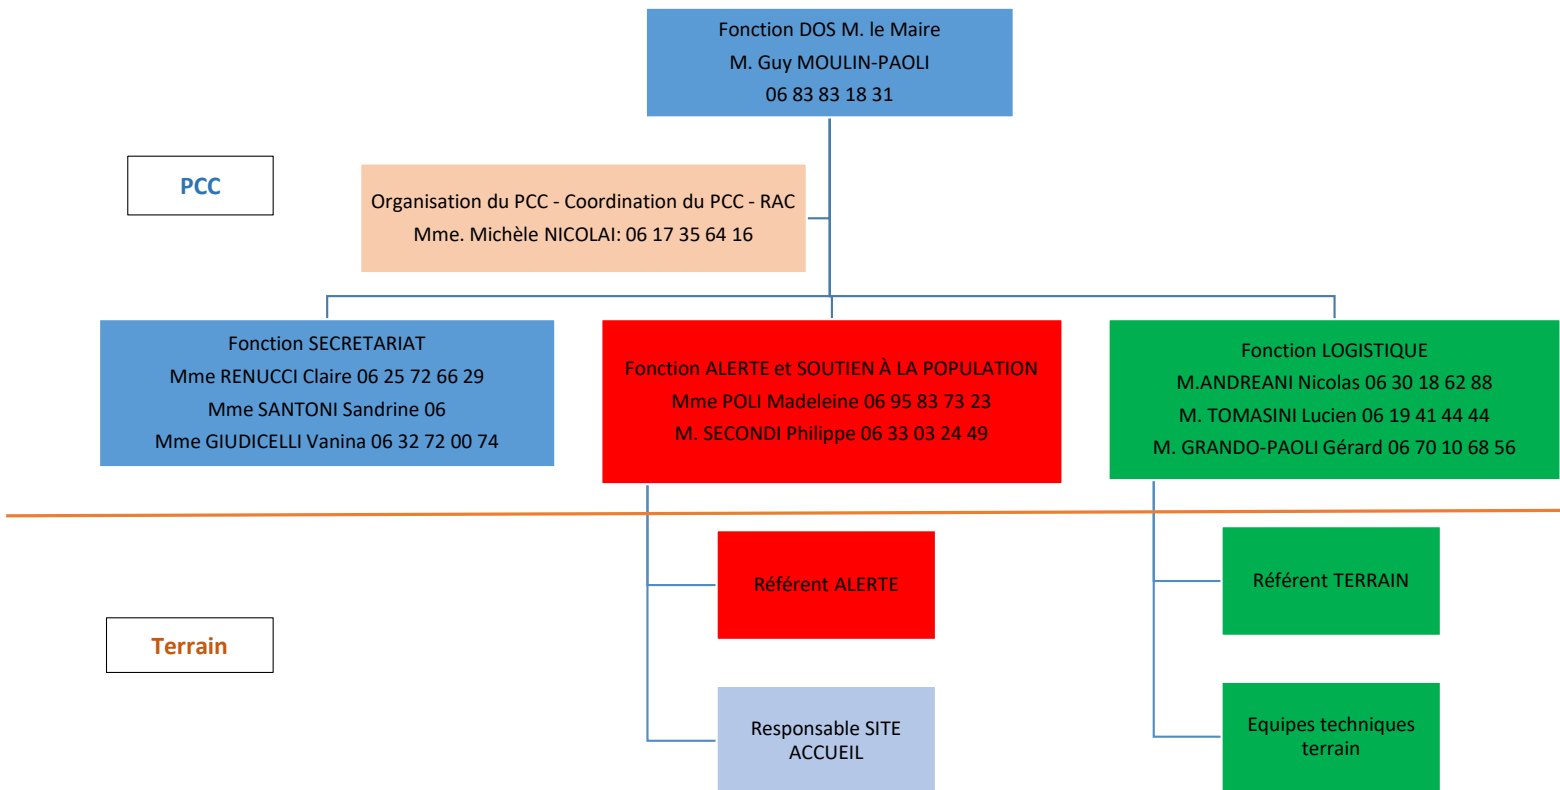 Fonction DOS M. le Maire
M. Guy MOULIN-PAOLI
06 83 83 18 31
PCC
Organisation du PCC - Coordination du PCC - RAC
Mme. Michèle NICOLAI: 06 17 35 64 16
Fonction SECRETARIAT
Mme RENUCCI Claire 06 25 72 66 29
Mme SANTONI Sandrine 06
Mme GIUDICELLI Vanina 06 32 72 00 74
Fonction ALERTE et SOUTIEN À LA POPULATION
Mme POLI Madeleine 06 95 83 73 23
M. SECONDI Philippe 06 33 03 24 49
Fonction LOGISTIQUE
M.ANDREANI Nicolas 06 30 18 62 88
M. TOMASINI Lucien 06 19 41 44 44
M. GRANDO-PAOLI Gérard 06 70 10 68 56
Référent ALERTE
Référent TERRAIN
Terrain
Responsable SITE
ACCUEIL
Equipes techniques
terrain